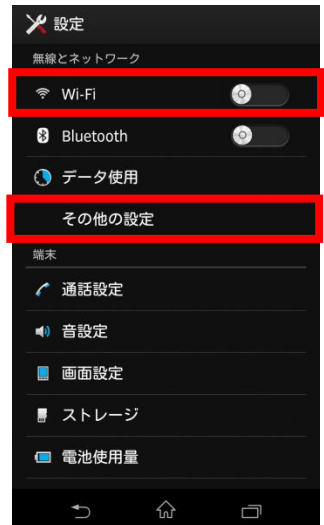 設定
無線とネットワーク
Wi-Fi
Bluetooth
データ使用
その他の設定
端末
通話設定
音設定
画面設定
ストレージ
電池使用量